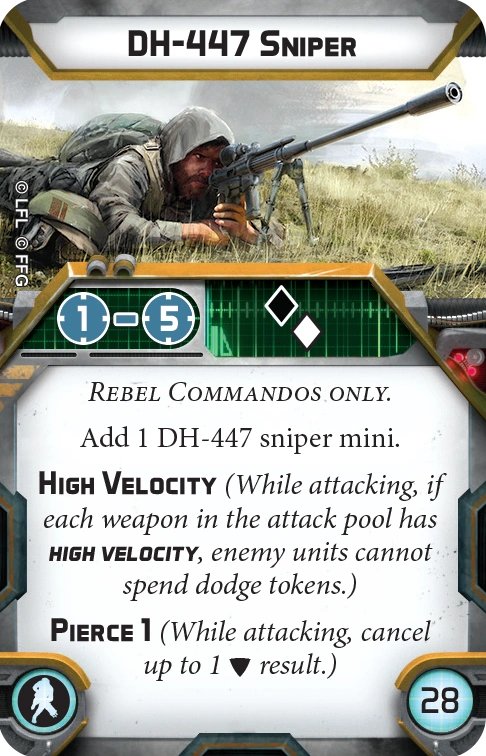 DH-447 Sniper
© LFL © FFG
1 - 5
Rebel Commandos only.
Add 1 DH-447 sniper mini.
High Velocity (While attacking, if
each weapon in the attack pool has
high velocity, enemy units cannot
spend dodge tokens.)
Pierce 1 (While attacking, cancel
up to 1 result.)
28